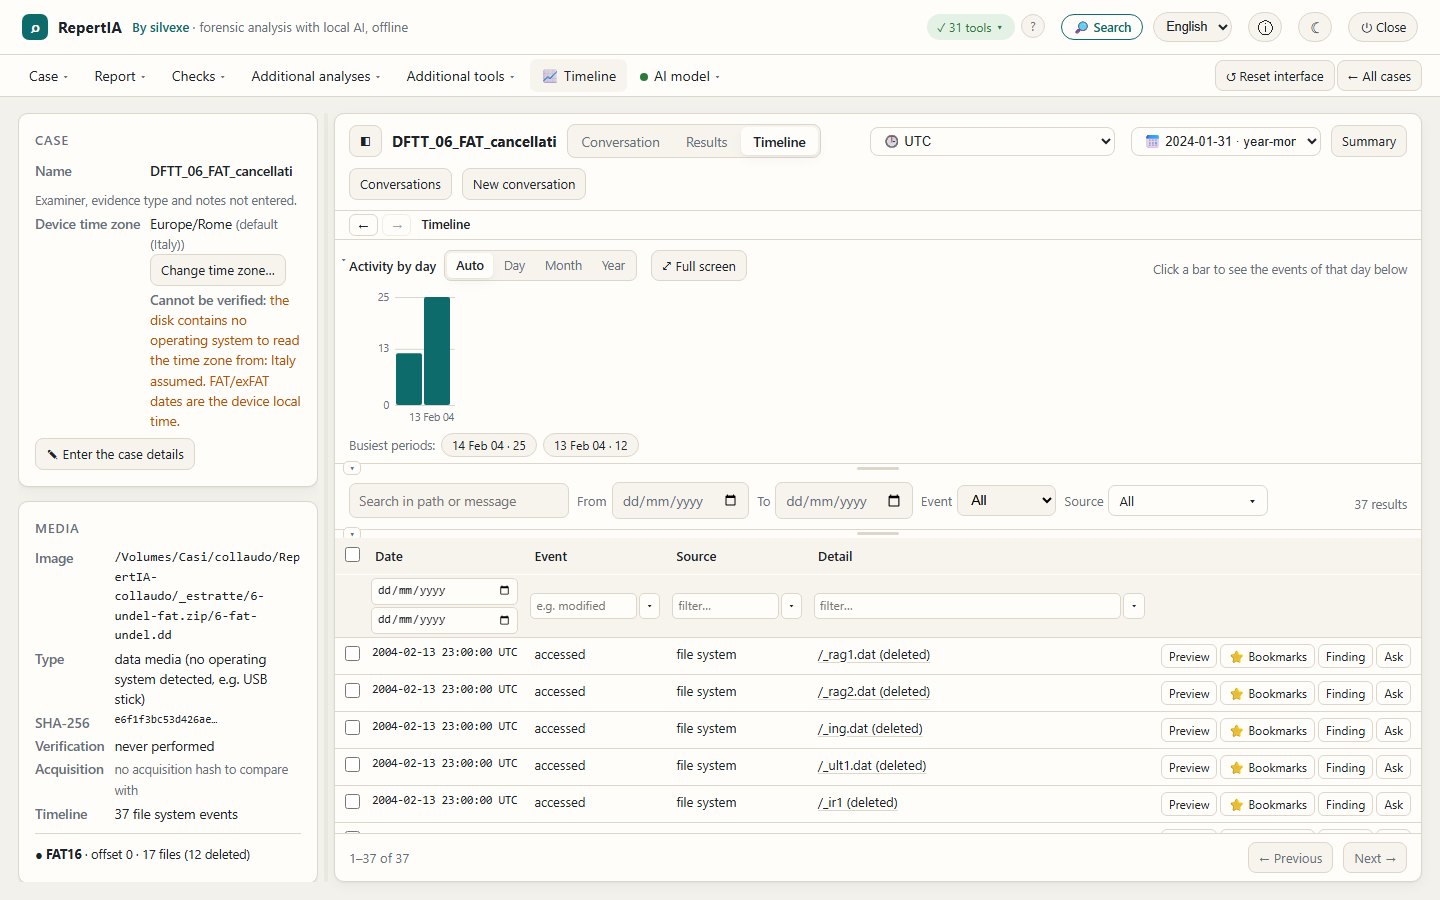 RepertIA By silvexe · forensic analysis with local AI, offline
✓ 31 tools ▾ ? 🔎 Search English ⓘ ☾ ⏻ Close
Case ▾ Report ▾ Checks ▾ Additional analyses ▾ Additional tools ▾ 📈 Timeline ● AI model ▾ ↺ Reset interface ← All cases
CASE
Name DFTT_06_FAT_cancellati
Examiner, evidence type and notes not entered.
Device time zone Europe/Rome (default
(Italy))
Change time zone...
Cannot be verified: the
disk contains no
operating system to read
the time zone from: Italy
assumed. FAT/exFAT
dates are the device local
time.
✎ Enter the case details
MEDIA
Image /Volumes/Casi/collaudo/Rep
ertIA-
collaudo/_estratte/6-
undel-fat.zip/6-fat-
undel.dd
Type data media (no operating
system detected, e.g. USB
stick)
SHA-256 e6f1f3bc53d426ae…
Verification never performed
Acquisition no acquisition hash to compare
with
Timeline 37 file system events
● FAT16 · offset 0 · 17 files (12 deleted)
DFTT_06_FAT_cancellati Conversation Results Timeline 🕒 UTC 📅 2024-01-31 · year-mor Summary
Conversations New conversation
← → Timeline
Activity by day Auto Day Month Year ⤢ Full screen Click a bar to see the events of that day below
25
13
0
13 Feb 04
Busiest periods: 14 Feb 04 · 25 13 Feb 04 · 12
Search in path or message From dd/mm/yyyy To dd/mm/yyyy Event All Source All 37 results
Date Event Source Detail
dd/mm/yyyy
e.g. modified filter... filter...
dd/mm/yyyy
2004-02-13 23:00:00 UTC accessed file system /_rag1.dat (deleted) Preview ⭐ Bookmarks Finding Ask
2004-02-13 23:00:00 UTC accessed file system /_rag2.dat (deleted) Preview ⭐ Bookmarks Finding Ask
2004-02-13 23:00:00 UTC accessed file system /_ing.dat (deleted) Preview ⭐ Bookmarks Finding Ask
2004-02-13 23:00:00 UTC accessed file system /_ult1.dat (deleted) Preview ⭐ Bookmarks Finding Ask
2004-02-13 23:00:00 UTC accessed file system /_ir1 (deleted) Preview ⭐ Bookmarks Finding Ask
1–37 of 37 ← Previous Next →